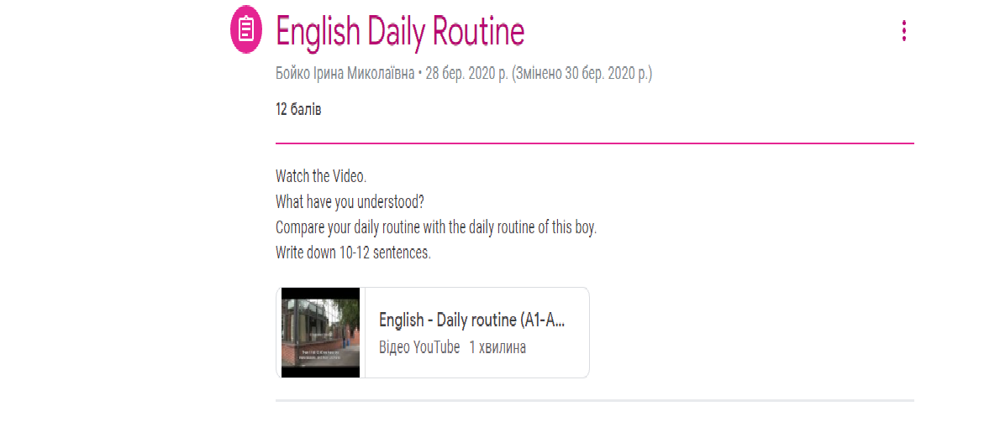 English Daily Routine
Бойко Ірина Миколаївна • 28 бер. 2020 р. (Змінено 30 бер. 2020 р.)
12 балів
Watch the Video.
What have you understood?
Compare your daily routine with the daily routine of this boy.
Write down 10-12 sentences.
English - Daily routine (A1-A...
Відео YouTube 1 хвилина